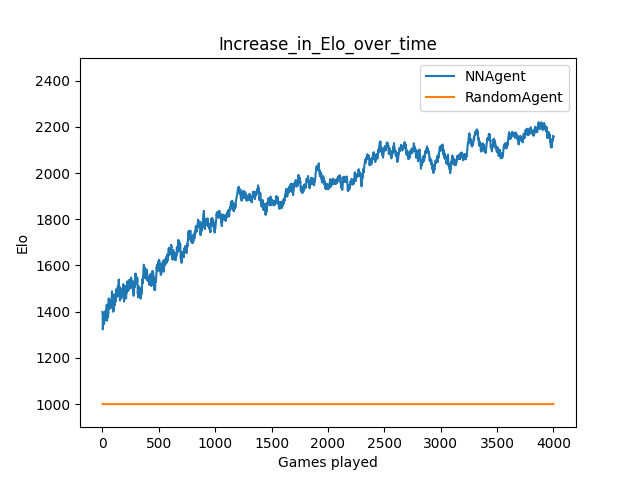 Increase_in_Elo_over_time
NNAgent
RandomAgent
2400
2200
2000
1800
1600
1400
1200
1000
Elo
0 500 1000 1500 2000 2500 3000 3500 4000
Games played